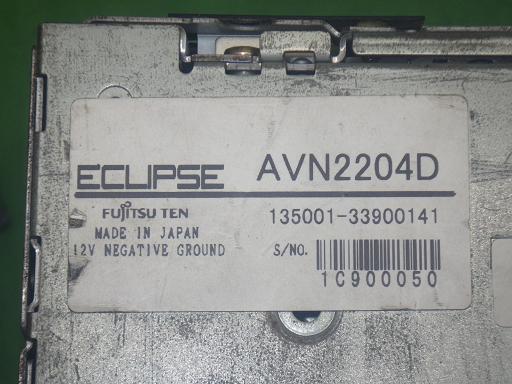 ECLIPSE AVN2204D
FUJITSU TEN 135001-33900141
MADE IN JAPAN
12V NEGATIVE GROUND S/NO.
1C900050